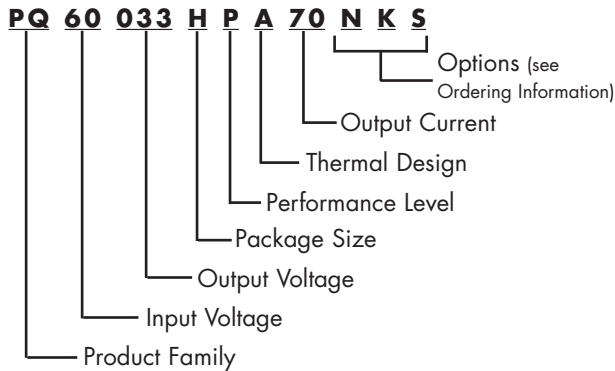 PQ 60 033 H P A 70 N K S
Options (see
Ordering Information)
Output Current
Thermal Design
Performance Level
Package Size
Output Voltage
Input Voltage
Product Family